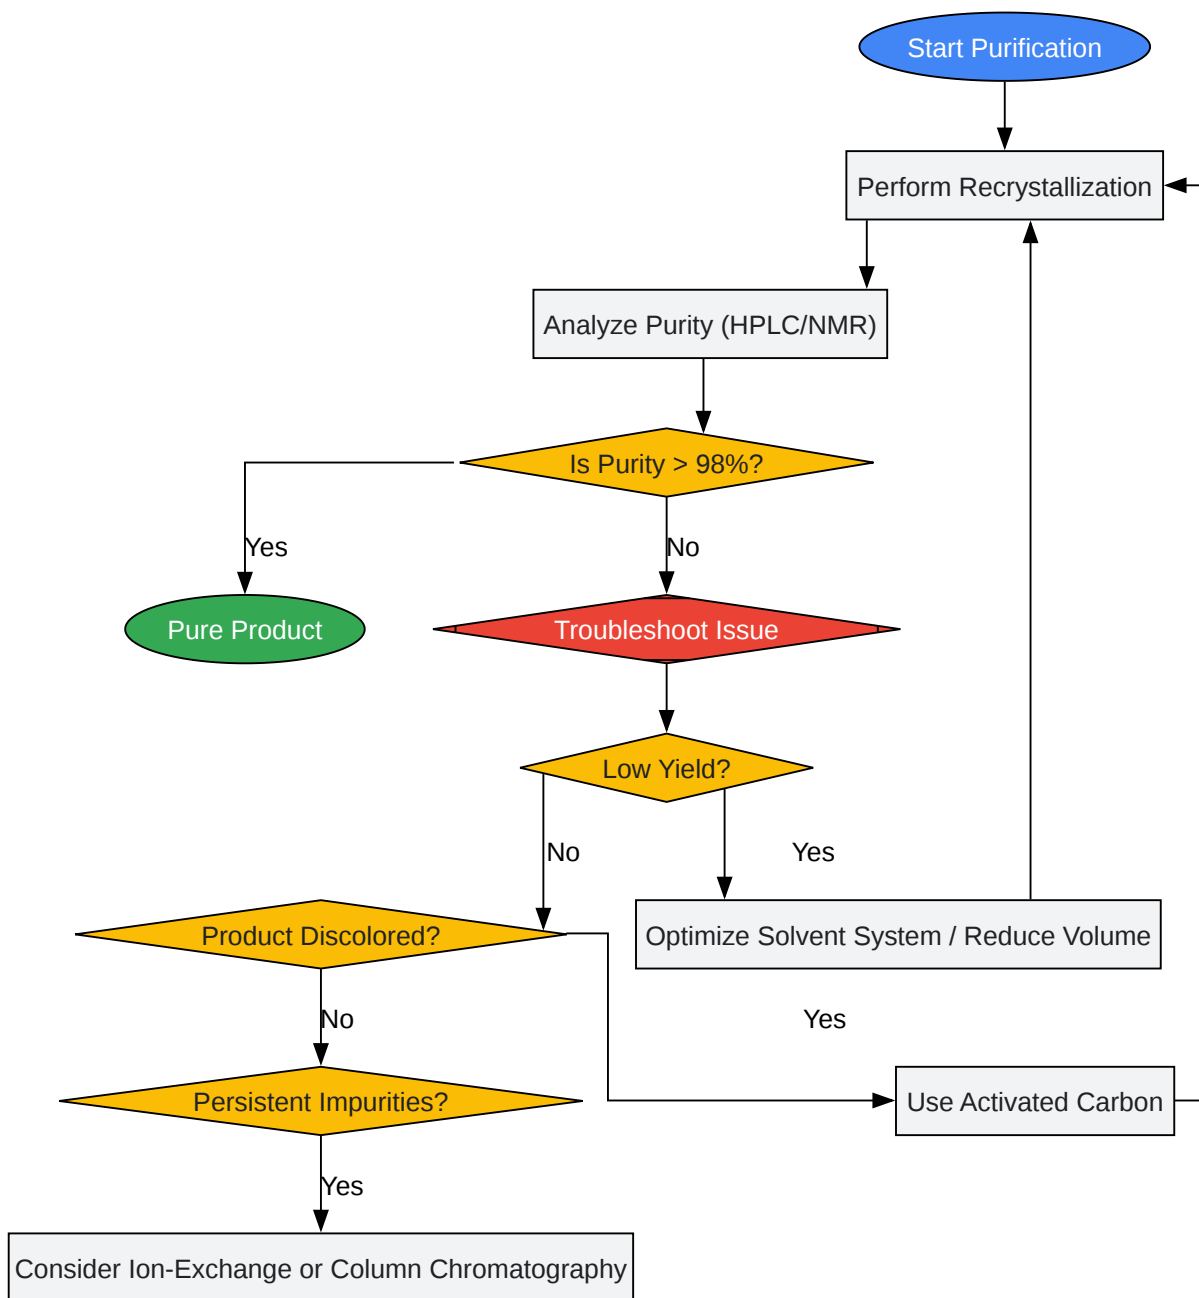 Start Purification
Perform Recrystallization
Analyze Purity (HPLC/NMR)
Is Purity > 98%?
Yes
No
Pure Product
Troubleshoot Issue
Low Yield?
No
Yes
Product Discolored?
Optimize Solvent System / Reduce Volume
No
Yes
Persistent Impurities?
Use Activated Carbon
Yes
Consider Ion-Exchange or Column Chromatography